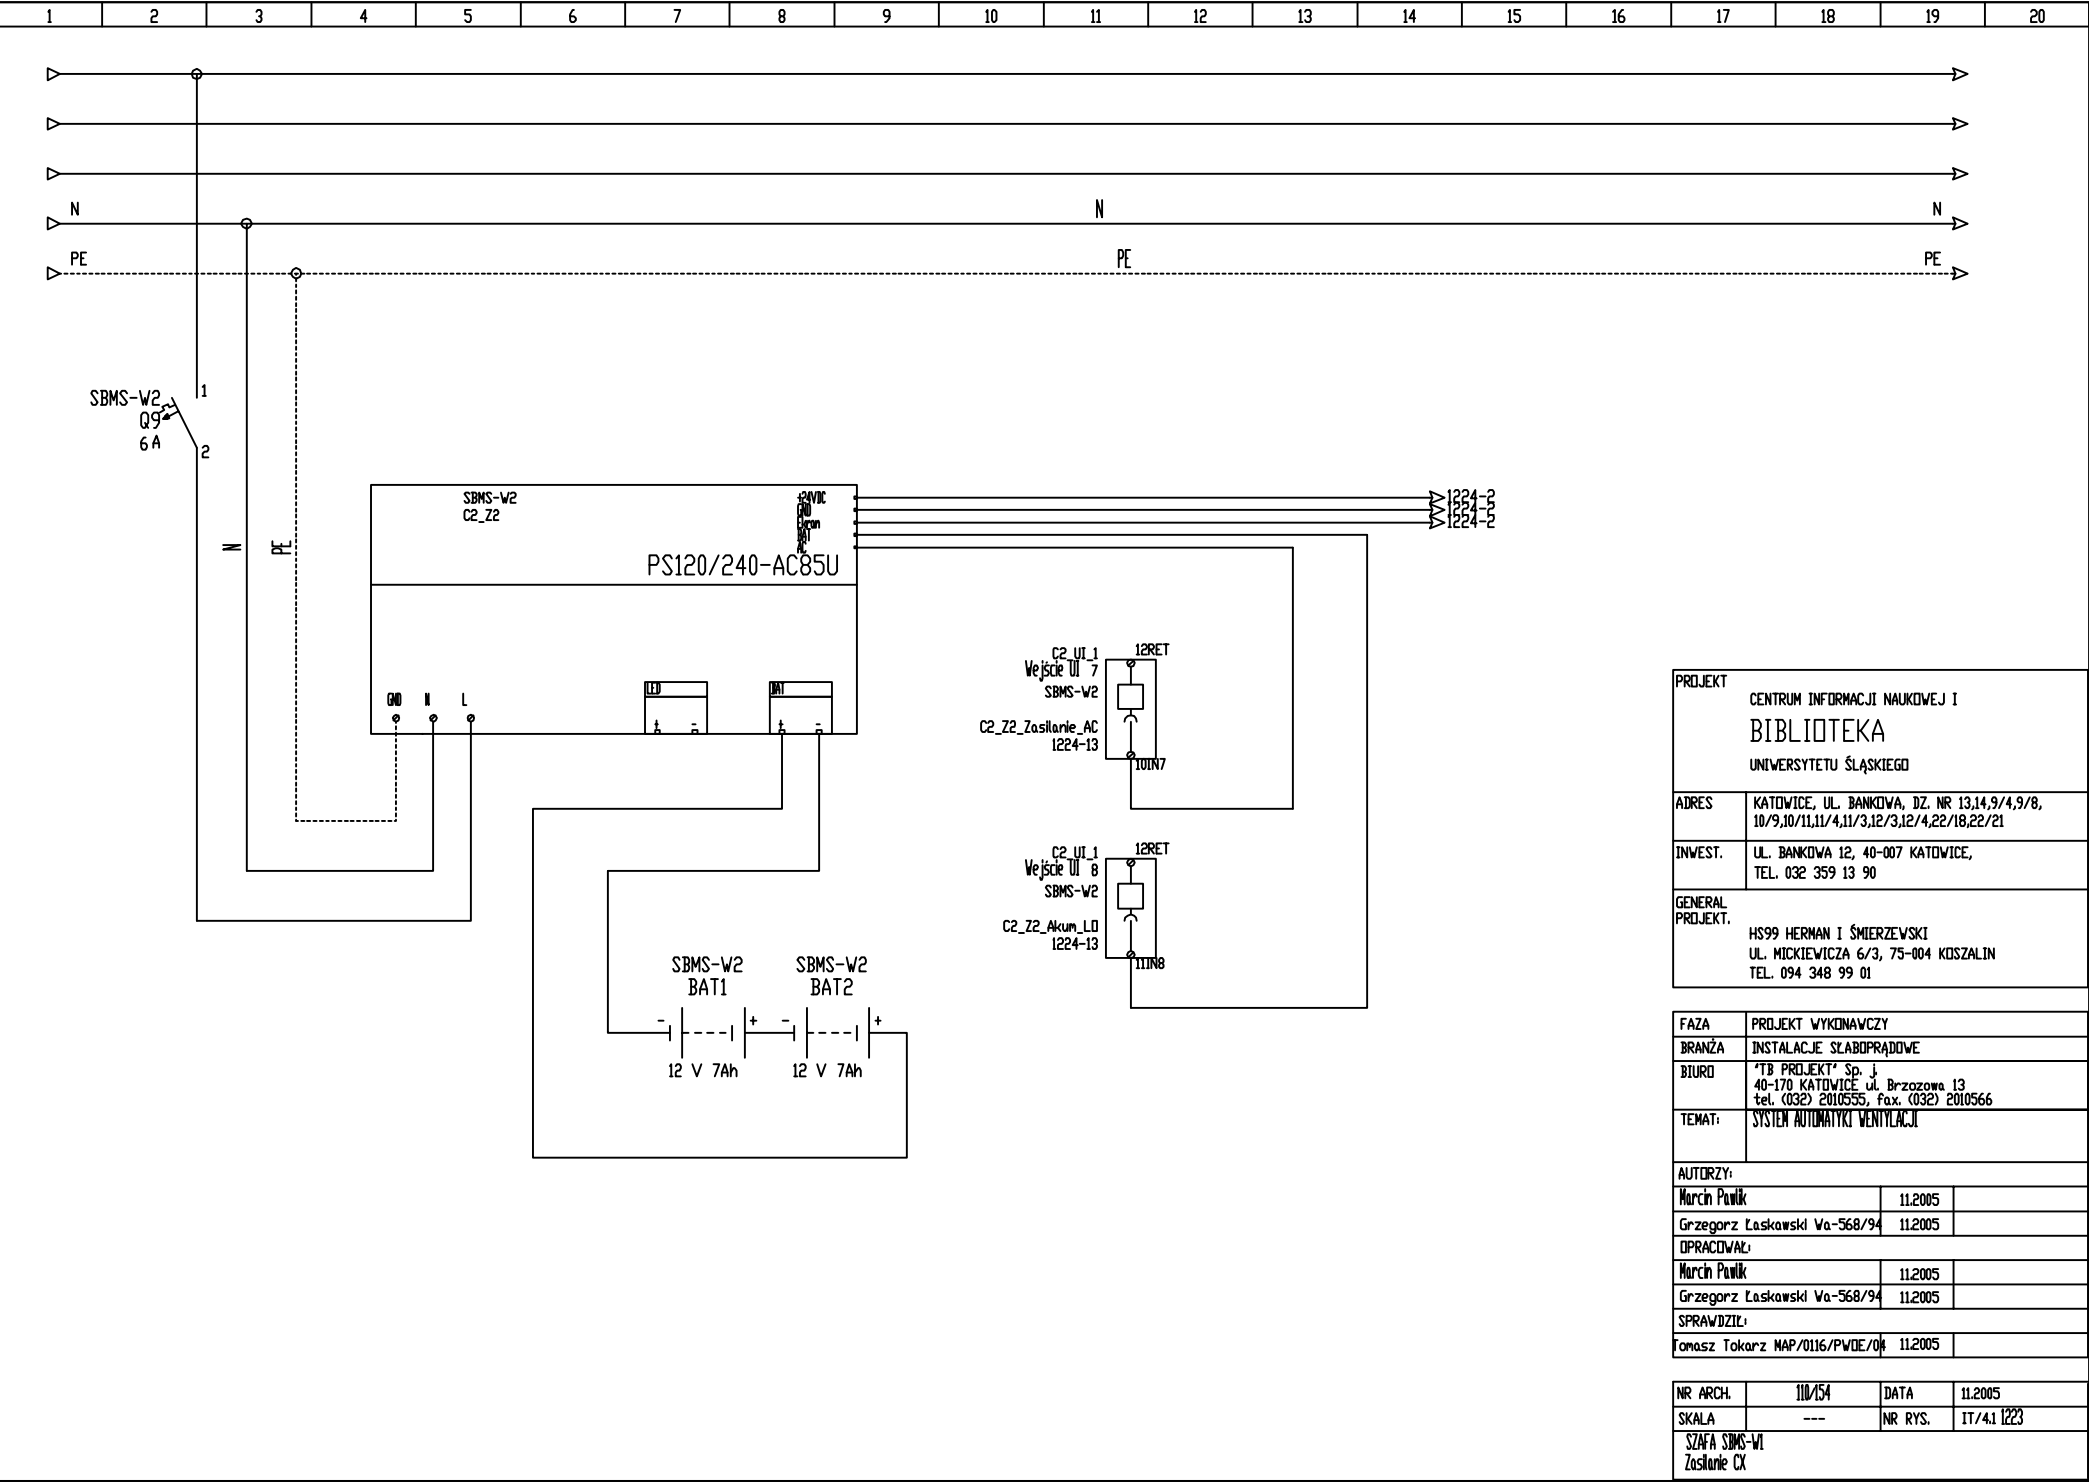 1 2 3 4 5 6 7 8 9 10 11 12 13 14 15 16 17 18 19 20
N N N
PE PE PE
SBMS-W2
Q9
6 A
1
2
N
PE
SBMS-W2
C2_Z2
+24VDC
GND
Ekran
BAT
AC
PS120/240-AC85U
1224-2
1224-2
1224-2
GND N L
LED
+ -
BAT
+ -
C2_UI_1
Wejście UI 7
SBMS-W2
C2_Z2_Zasilanie_AC
1224-13
12RET
10IN7
C2_UI_1
Wejście UI 8
SBMS-W2
C2_Z2_Akum_LO
1224-13
12RET
11IN8
SBMS-W2
BAT1
- +
12 V 7Ah
SBMS-W2
BAT2
- +
12 V 7Ah
PROJEKT
CENTRUM INFORMACJI NAUKOWEJ I
BIBLIOTEKA
UNIWERSYTETU ŚLĄSKIEGO
ADRES
KATOWICE, UL. BANKOWA, DZ. NR 13,14,9/4,9/8,
10/9,10/11,11/4,11/3,12/3,12/4,22/18,22/21
INWEST.
UL. BANKOWA 12, 40-007 KATOWICE,
TEL. 032 359 13 90
GENERAL
PROJEKT.
HS99 HERMAN I ŚMIERZEWSKI
UL. MICKIEWICZA 6/3, 75-004 KOSZALIN
TEL. 094 348 99 01
FAZA PROJEKT WYKONAWCZY
BRANŻA INSTALACJE SŁABOPRĄDOWE
BIURO "TB PROJEKT" Sp. j.
40-170 KATOWICE ul. Brzozowa 13
tel. (032) 2010555, fax. (032) 2010566
TEMAT: SYSTEM AUTOMATYKI WENTYLACJI
AUTORZY:
Marcin Pawlik 11.2005
Grzegorz Łaskawski Wa-568/94 11.2005
OPRACOWAŁ:
Marcin Pawlik 11.2005
Grzegorz Łaskawski Wa-568/94 11.2005
SPRAWDZIŁ:
Tomasz Tokarz MAP/0116/PWOE/04 11.2005
NR ARCH. 110/154 DATA 11.2005
SKALA --- NR RYS. IT/4.1 1223
SZAFA SBMS-W1
Zasilanie CX